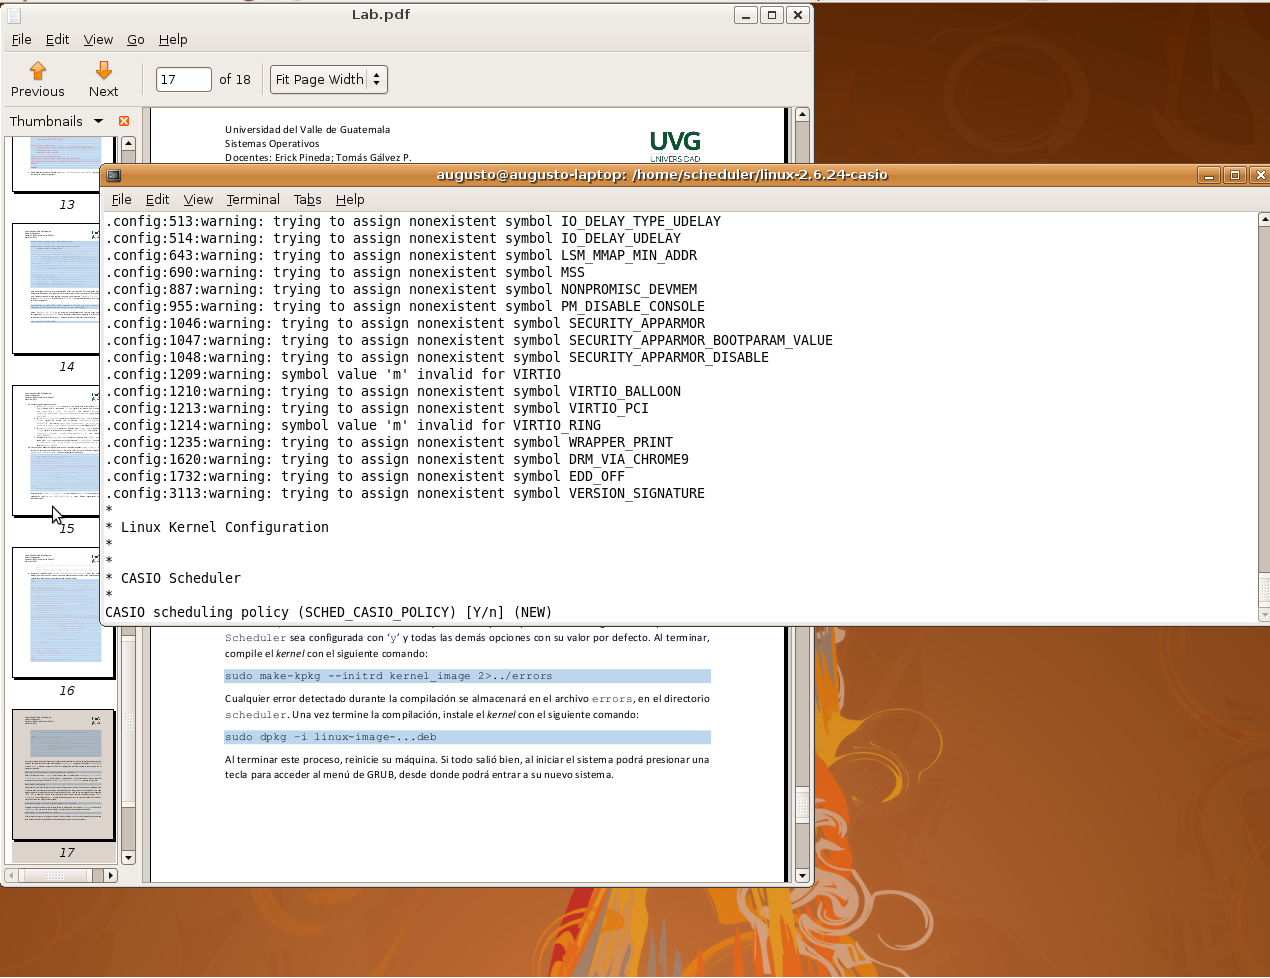 Lab.pdf
File Edit View Go Help
Previous Next 17 of 18 Fit Page Width
Thumbnails
Universidad del Valle de Guatemala
Sistemas Operativos
Docentes: Erick Pineda; Tomás Gálvez P.
UVG
UNIVERSIDAD
13
14
15
16
17
augusto@augusto-laptop: /home/scheduler/linux-2.6.24-casio
File Edit View Terminal Tabs Help
.config:513:warning: trying to assign nonexistent symbol IO_DELAY_TYPE_UDELAY
.config:514:warning: trying to assign nonexistent symbol IO_DELAY_UDELAY
.config:643:warning: trying to assign nonexistent symbol LSM_MMAP_MIN_ADDR
.config:690:warning: trying to assign nonexistent symbol MSS
.config:887:warning: trying to assign nonexistent symbol NONPROMISC_DEVMEM
.config:955:warning: trying to assign nonexistent symbol PM_DISABLE_CONSOLE
.config:1046:warning: trying to assign nonexistent symbol SECURITY_APPARMOR
.config:1047:warning: trying to assign nonexistent symbol SECURITY_APPARMOR_BOOTPARAM_VALUE
.config:1048:warning: trying to assign nonexistent symbol SECURITY_APPARMOR_DISABLE
.config:1209:warning: symbol value 'm' invalid for VIRTIO
.config:1210:warning: trying to assign nonexistent symbol VIRTIO_BALLOON
.config:1213:warning: trying to assign nonexistent symbol VIRTIO_PCI
.config:1214:warning: symbol value 'm' invalid for VIRTIO_RING
.config:1235:warning: trying to assign nonexistent symbol WRAPPER_PRINT
.config:1620:warning: trying to assign nonexistent symbol DRM_VIA_CHROME9
.config:1732:warning: trying to assign nonexistent symbol EDD_OFF
.config:3113:warning: trying to assign nonexistent symbol VERSION_SIGNATURE
*
* Linux Kernel Configuration
*
*
* CASIO Scheduler
*
CASIO scheduling policy (SCHED_CASIO_POLICY) [Y/n] (NEW)
Scheduler sea configurada con ‘y’ y todas las demás opciones con su valor por defecto. Al terminar,
compile el kernel con el siguiente comando:
sudo make-kpkg --initrd kernel_image 2>../errors
Cualquier error detectado durante la compilación se almacenará en el archivo errors, en el directorio
scheduler. Una vez termine la compilación, instale el kernel con el siguiente comando:
sudo dpkg -i linux-image-...deb
Al terminar este proceso, reinicie su máquina. Si todo salió bien, al iniciar el sistema podrá presionar una
tecla para acceder al menú de GRUB, desde donde podrá entrar a su nuevo sistema.